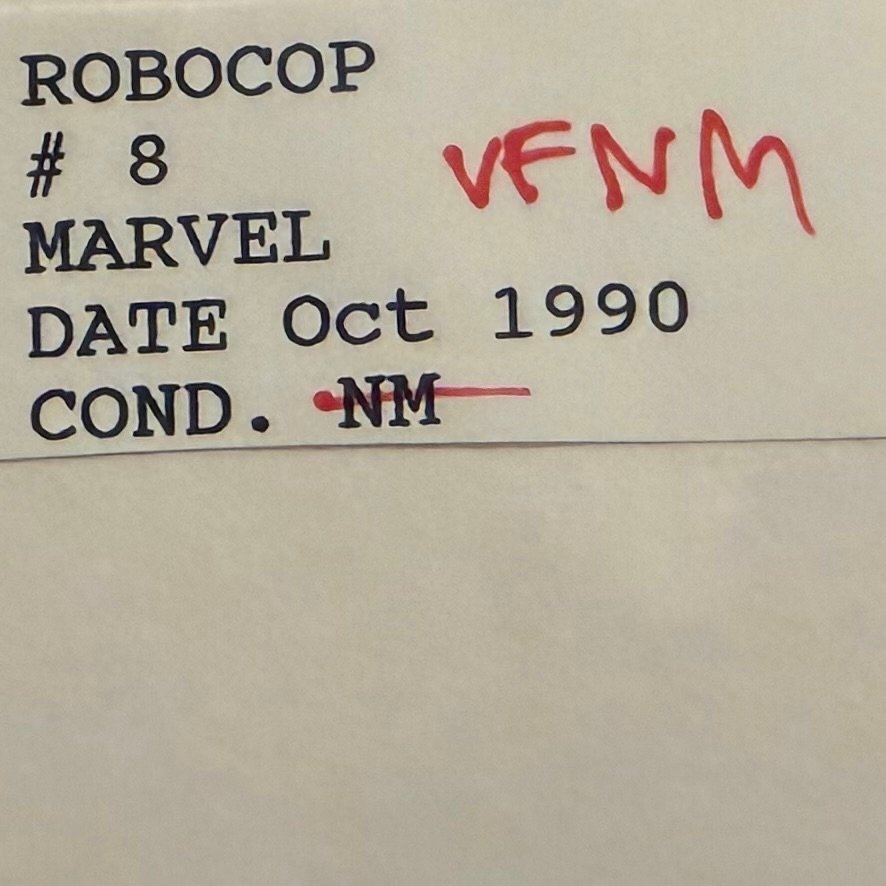 ROBOCOP
# 8
VFNM
MARVEL
DATE Oct 1990
COND. NM